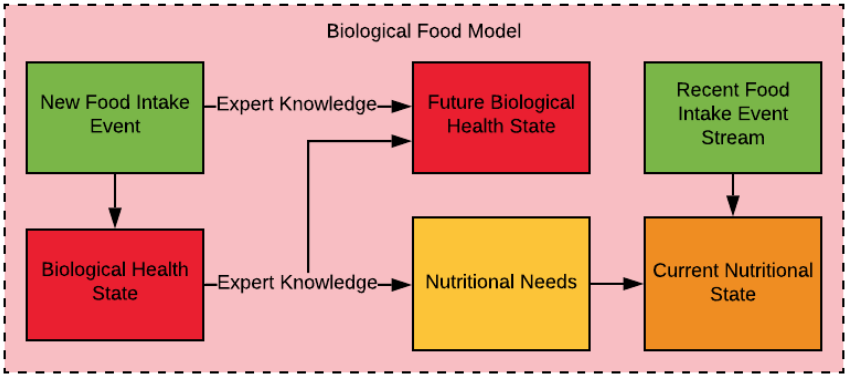 Biological Food Model
New Food Intake
Event
Expert Knowledge
Future Biological
Health State
Recent Food
Intake Event
Stream
Biological Health
State
Expert Knowledge
Nutritional Needs
Current Nutritional
State